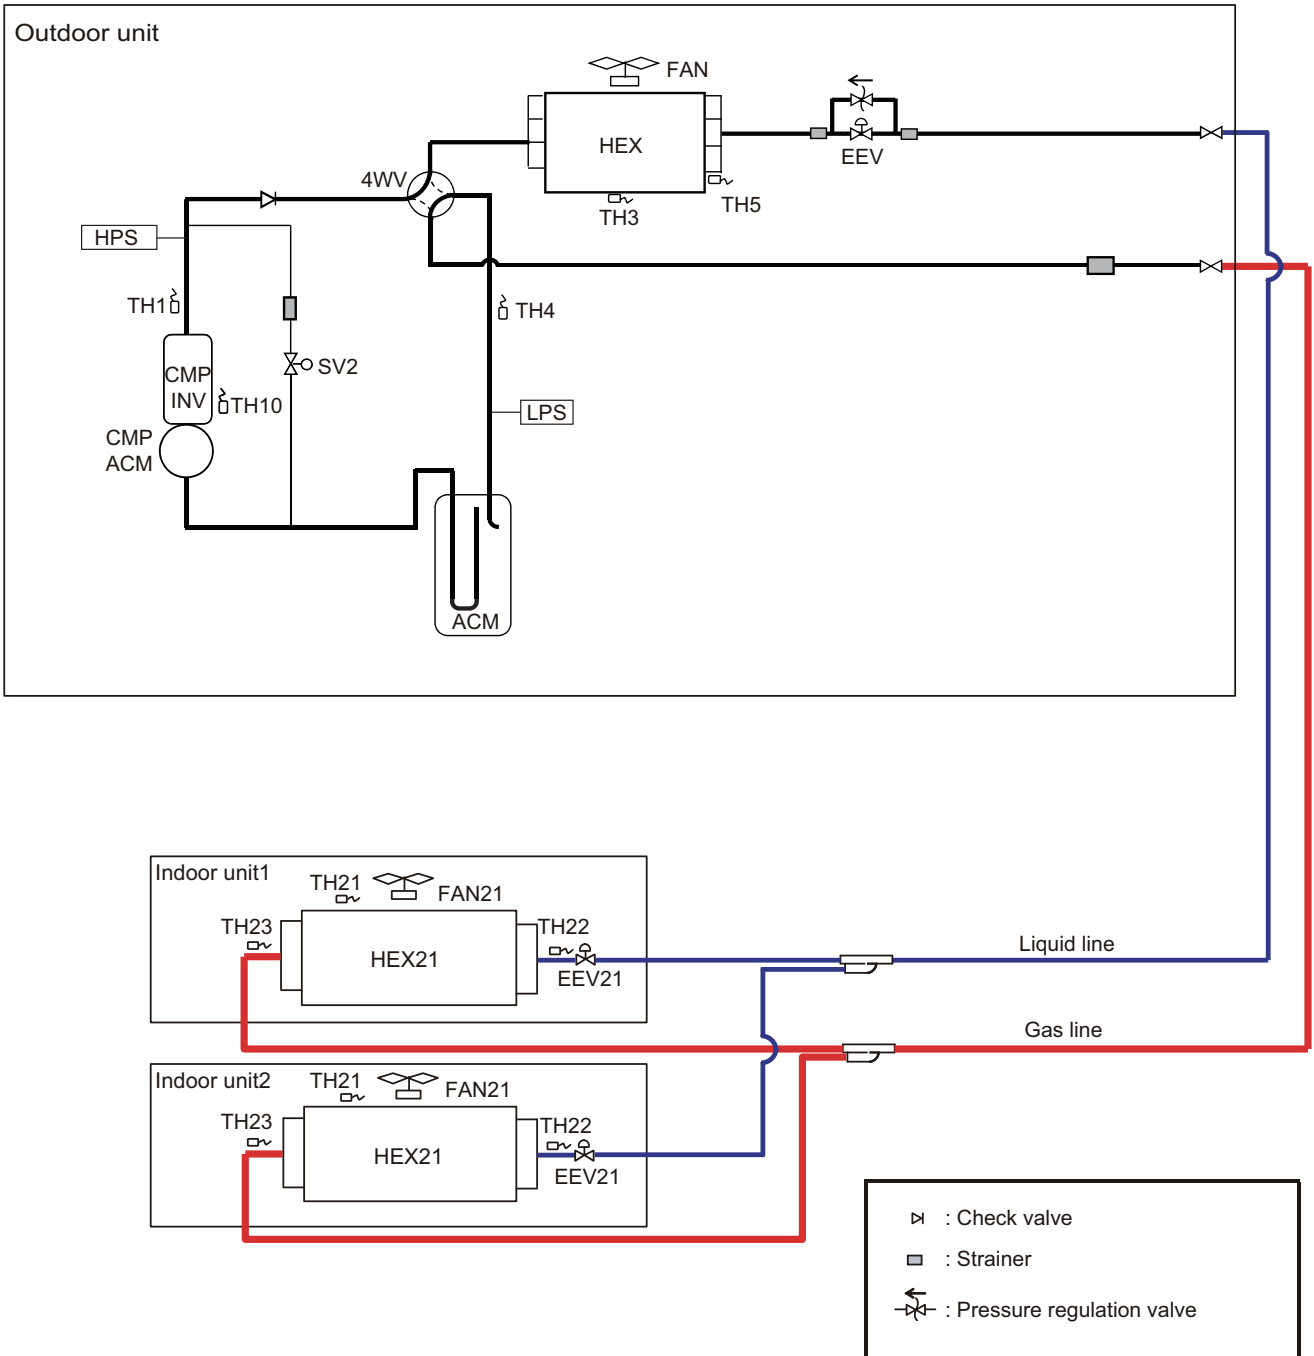 Outdoor unit
FAN
HEX
EEV
4WV
TH3
TH5
HPS
TH1
TH4
SV2
CMP
INV
TH10
LPS
CMP
ACM
ACM
Indoor unit1
TH21
FAN21
TH23
TH22
HEX21
EEV21
Liquid line
Gas line
Indoor unit2
TH21
FAN21
TH23
TH22
HEX21
EEV21
: Check valve
: Strainer
: Pressure regulation valve